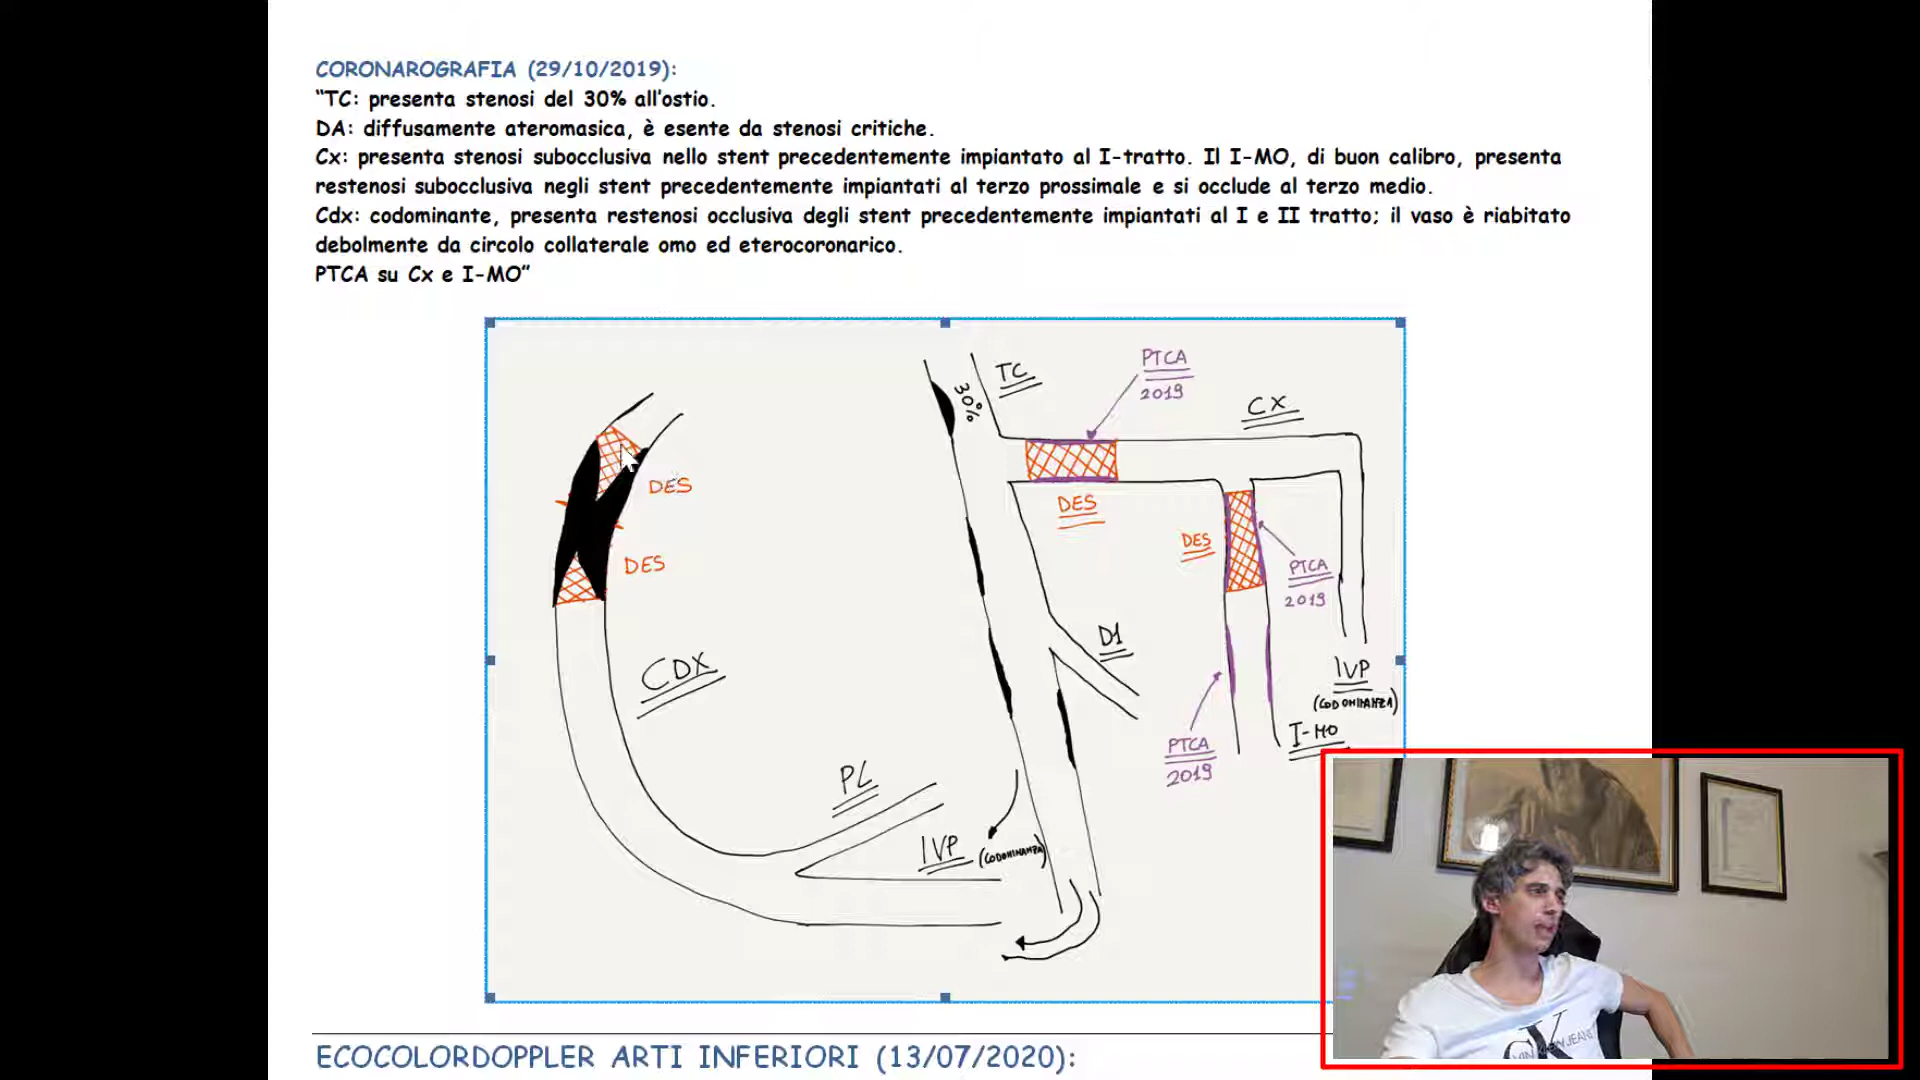 CORONAROGRAFIA (29/10/2019):
“TC: presenta stenosi del 30% all’ostio.
DA: diffusamente ateromasica, è esente da stenosi critiche.
Cx: presenta stenosi subocclusiva nello stent precedentemente impiantato al I-tratto. Il I-MO, di buon calibro, presenta
restenosi subocclusiva negli stent precedentemente impiantati al terzo prossimale e si occlude al terzo medio.
Cdx: codominante, presenta restenosi occlusiva degli stent precedentemente impiantati al I e II tratto; il vaso è riabitato
debolmente da circolo collaterale omo ed eterocoronarico.
PTCA su Cx e I-MO”
TC
30%
PTCA
2019
CX
DES
DES
DES
DES
PTCA
2019
D1
CDX
IVP
(CODOMINANZA)
I-MO
PTCA
2019
PL
IVP (CODOMINANZA)
CK
ECOCOLORDOPPLER ARTI INFERIORI (13/07/2020):